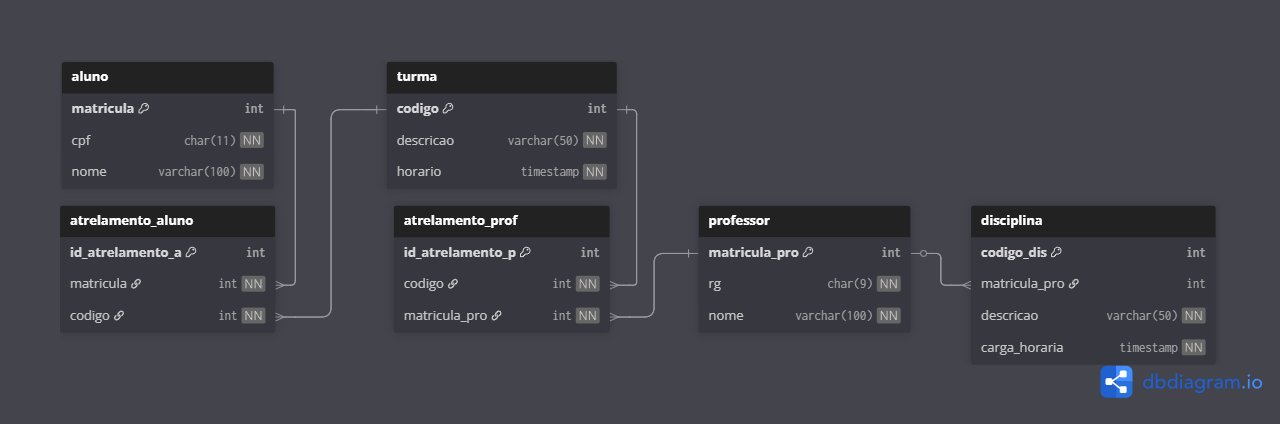 aluno
matricula int
cpf char(11) NN
nome varchar(100) NN
turma
codigo int
descricao varchar(50) NN
horario timestamp NN
atrelamento_aluno
id_atrelamento_a int
matricula int NN
codigo int NN
atrelamento_prof
id_atrelamento_p int
codigo int NN
matricula_pro int NN
professor
matricula_pro int
rg char(9) NN
nome varchar(100) NN
disciplina
codigo_dis int
matricula_pro int
descricao varchar(50) NN
carga_horaria timestamp NN
dbdiagram.io